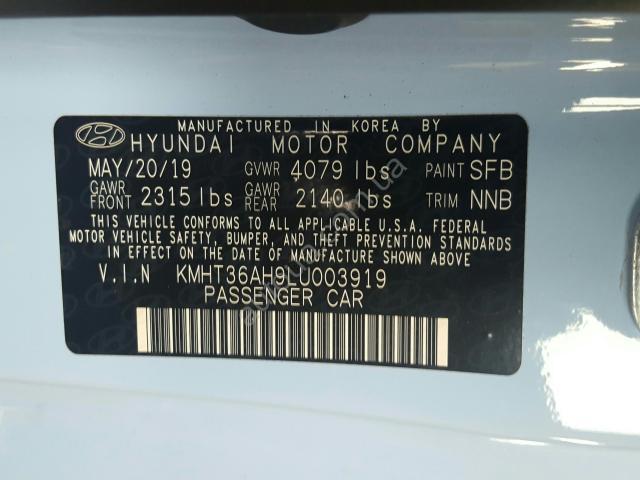 MANUFACTURED IN KOREA BY
HYUNDAI MOTOR COMPANY
MAY/20/19 GVWR 4079 lbs PAINT SFB
GAWR FRONT 2315 lbs GAWR REAR 2140 lbs TRIM NNB
THIS VEHICLE CONFORMS TO ALL APPLICABLE U.S.A. FEDERAL
MOTOR VEHICLE SAFETY, BUMPER, AND THEFT PREVENTION STANDARDS
IN EFFECT ON THE DATE OF MANUFACTURE SHOWN ABOVE.
V.I.N KMHT36AH9LU003919
PASSENGER CAR